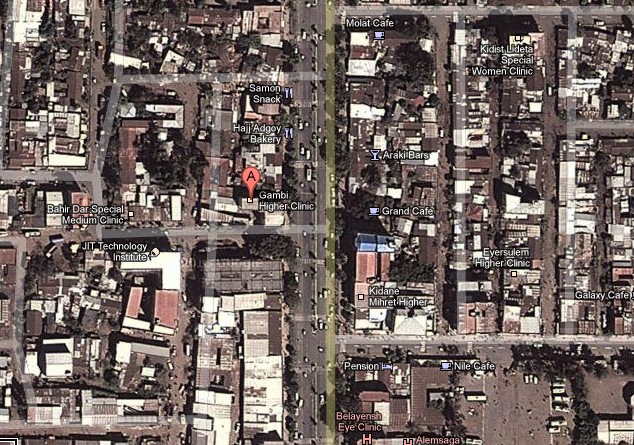 Molat Cafe
Kidist Lideta
Special
Women Clinic
Samon
Snack
Hajj Adgoy
Bakery
Araki Bars
A
Gambi
Higher Clinic
Bahir Dar Special
Medium Clinic
Grand Cafe
JIT Technology
Institute
Eyersulem
Higher Clinic
Kidane
Mihret Higher
Galaxy Cafe
Pension
Nile Cafe
Belayensh
Eye Clinic
Alemsaga